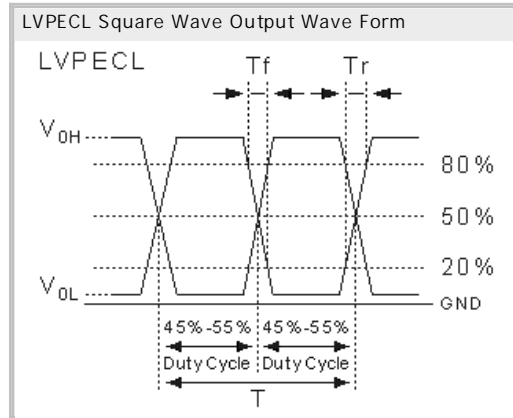 LVPECL Square Wave Output Wave Form
LVPECL
Tf
Tr
V0H
80%
50%
20%
V0L
GND
45%-55%
45%-55%
Duty Cycle
Duty Cycle
T